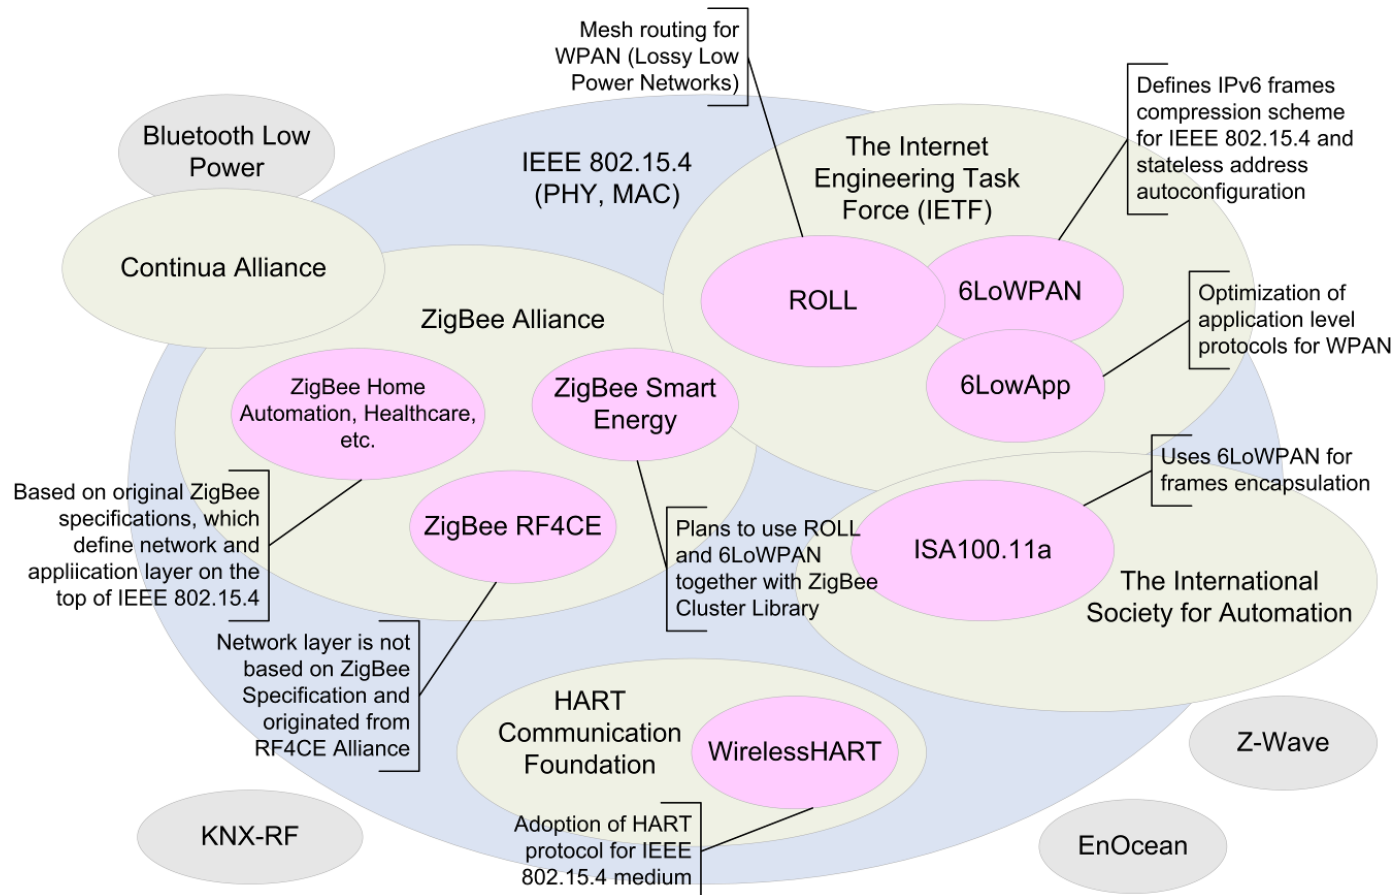 Mesh routing for
WPAN (Lossy Low
Power Networks)
Defines IPv6 frames
compression scheme
for IEEE 802.15.4 and
stateless address
autoconfiguration
Bluetooth Low
Power
IEEE 802.15.4
(PHY, MAC)
The Internet
Engineering Task
Force (IETF)
Continua Alliance
ROLL
6LoWPAN
Optimization of
application level
protocols for WPAN
ZigBee Alliance
6LowApp
ZigBee Home
Automation, Healthcare,
etc.
ZigBee Smart
Energy
Uses 6LoWPAN for
frames encapsulation
Based on original ZigBee
specifications, which
define network and
appliication layer on the
top of IEEE 802.15.4
ZigBee RF4CE
Plans to use ROLL
and 6LoWPAN
together with ZigBee
Cluster Library
ISA100.11a
The International
Society for Automation
Network layer is not
based on ZigBee
Specification and
originated from
RF4CE Alliance
HART
Communication
Foundation
WirelessHART
Z-Wave
KNX-RF
Adoption of HART
protocol for IEEE
802.15.4 medium
EnOcean